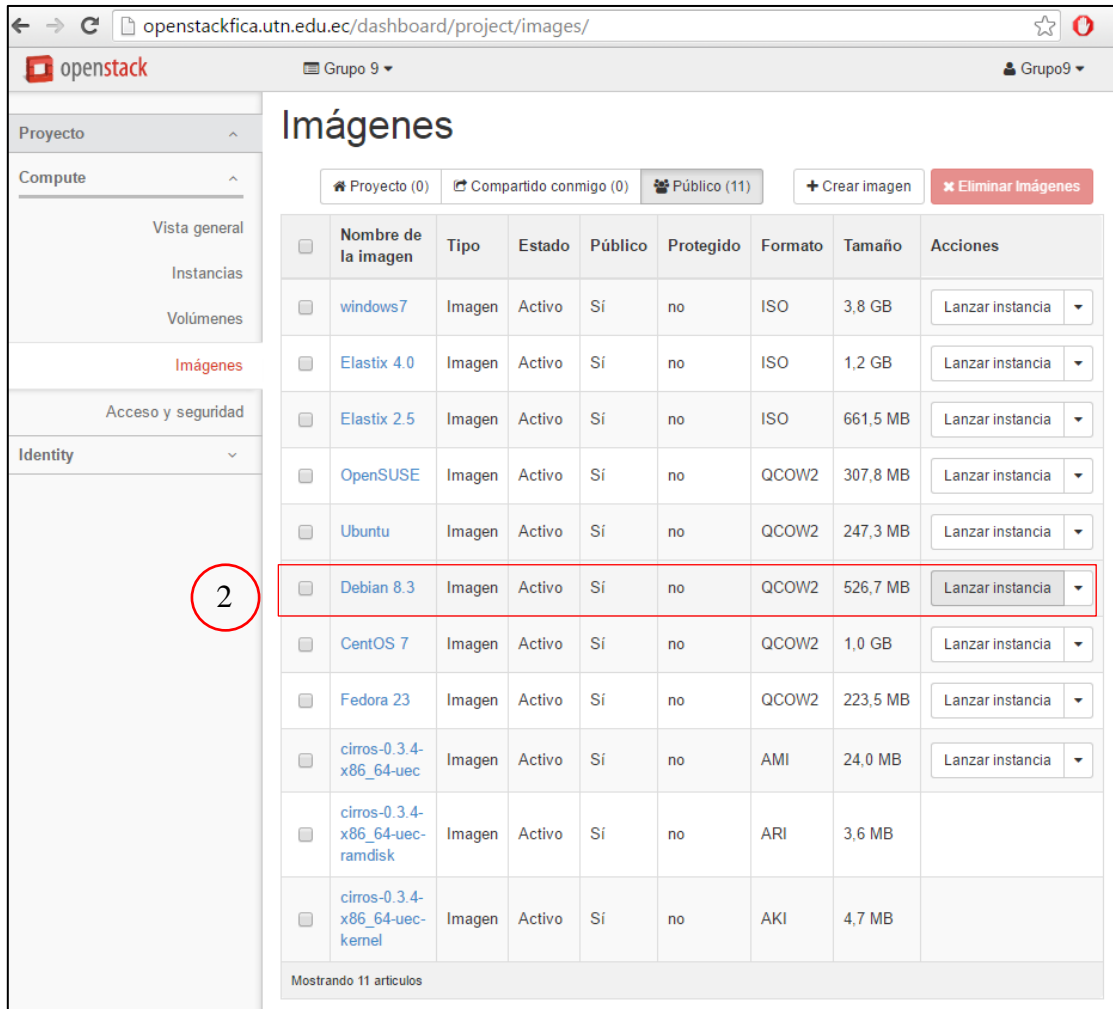 openstackfica.utn.edu.ec/dashboard/project/images/
openstack
Grupo 9
Grupo9
Proyecto
Compute
Vista general
Instancias
Volúmenes
Imágenes
Acceso y seguridad
Identity
Imágenes
Proyecto (0) Compartido conmigo (0) Público (11) + Crear imagen Eliminar Imágenes
Nombre de la imagen Tipo Estado Público Protegido Formato Tamaño Acciones
windows7 Imagen Activo Sí no ISO 3,8 GB Lanzar instancia
Elastix 4.0 Imagen Activo Sí no ISO 1,2 GB Lanzar instancia
Elastix 2.5 Imagen Activo Sí no ISO 661,5 MB Lanzar instancia
OpenSUSE Imagen Activo Sí no QCOW2 307,8 MB Lanzar instancia
Ubuntu Imagen Activo Sí no QCOW2 247,3 MB Lanzar instancia
2
Debian 8.3 Imagen Activo Sí no QCOW2 526,7 MB Lanzar instancia
CentOS 7 Imagen Activo Sí no QCOW2 1,0 GB Lanzar instancia
Fedora 23 Imagen Activo Sí no QCOW2 223,5 MB Lanzar instancia
cirros-0.3.4-x86_64-uec Imagen Activo Sí no AMI 24,0 MB Lanzar instancia
cirros-0.3.4-x86_64-uec-ramdisk Imagen Activo Sí no ARI 3,6 MB
cirros-0.3.4-x86_64-uec-kernel Imagen Activo Sí no AKI 4,7 MB
Mostrando 11 articulos